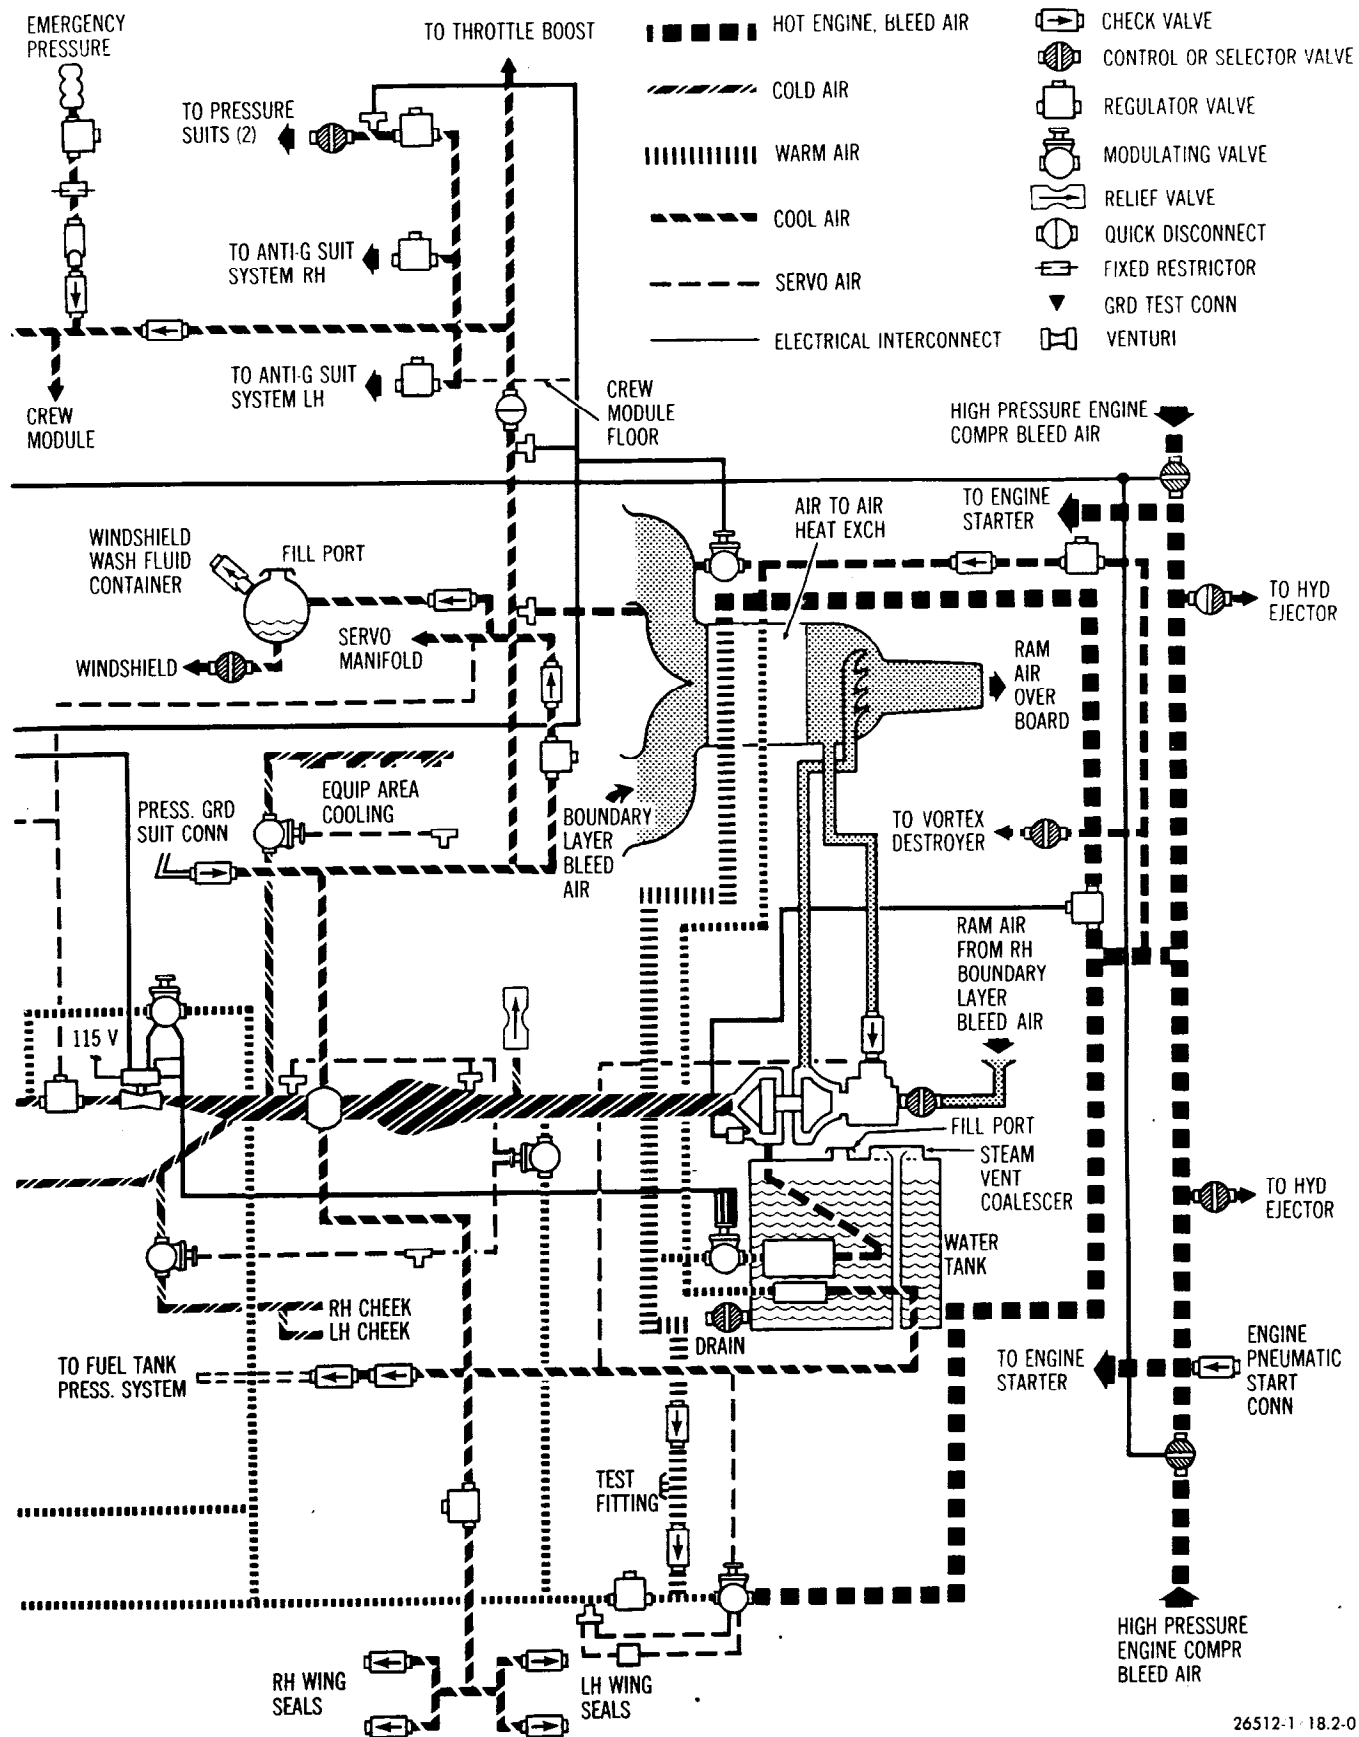 EMERGENCY
PRESSURE
TO THROTTLE BOOST
HOT ENGINE, BLEED AIR
CHECK VALVE
CONTROL OR SELECTOR VALVE
COLD AIR
TO PRESSURE
SUITS (2)
REGULATOR VALVE
WARM AIR
MODULATING VALVE
RELIEF VALVE
COOL AIR
QUICK DISCONNECT
TO ANTI-G SUIT
SYSTEM RH
FIXED RESTRICTOR
SERVO AIR
GRD TEST CONN
ELECTRICAL INTERCONNECT
VENTURI
TO ANTI-G SUIT
SYSTEM LH
CREW
MODULE
FLOOR
CREW
MODULE
HIGH PRESSURE ENGINE
COMPR BLEED AIR
TO ENGINE
STARTER
AIR TO AIR
HEAT EXCH
WINDSHIELD
WASH FLUID
CONTAINER
FILL PORT
TO HYD
EJECTOR
SERVO
MANIFOLD
WINDSHIELD
RAM
AIR
OVER
BOARD
EQUIP AREA
COOLING
PRESS. GRD
SUIT CONN
BOUNDARY
LAYER
BLEED
AIR
TO VORTEX
DESTROYER
RAM AIR
FROM RH
BOUNDARY
LAYER
BLEED AIR
115 V
FILL PORT
STEAM
VENT
COALESCER
TO HYD
EJECTOR
WATER
TANK
RH CHEEK
LH CHEEK
DRAIN
TO FUEL TANK
PRESS. SYSTEM
TO ENGINE
STARTER
ENGINE
PNEUMATIC
START
CONN
TEST
FITTING
HIGH PRESSURE
ENGINE COMPR
BLEED AIR
RH WING
SEALS
LH WING
SEALS
26512-1 18.2-0